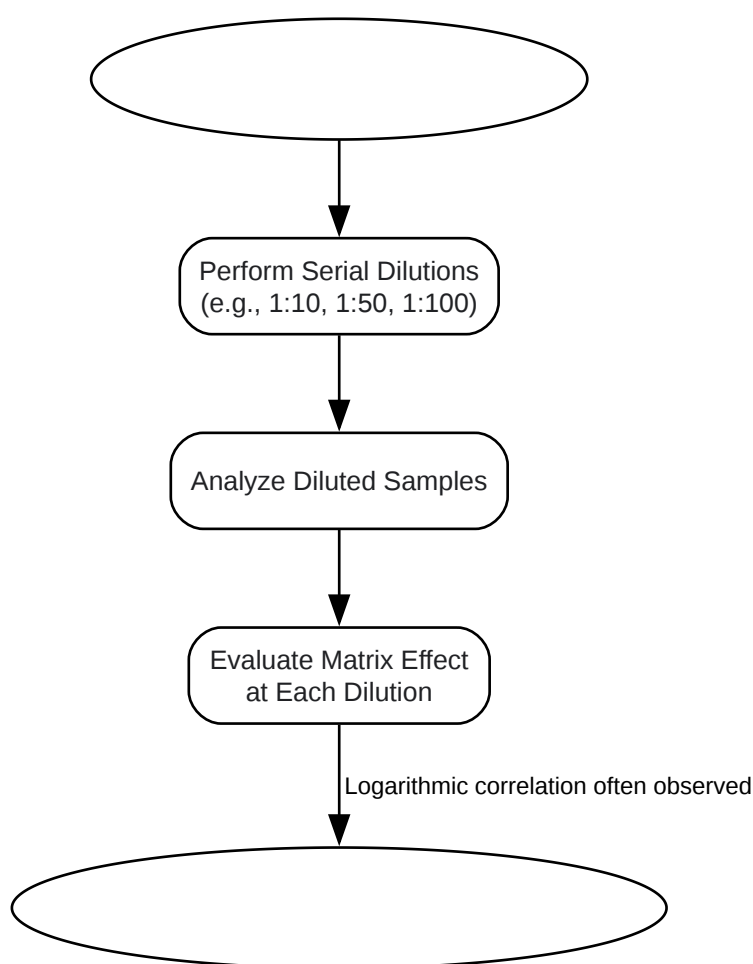 Perform Serial Dilutions
(e.g., 1:10, 1:50, 1:100)
Analyze Diluted Samples
Evaluate Matrix Effect
at Each Dilution
Logarithmic correlation often observed